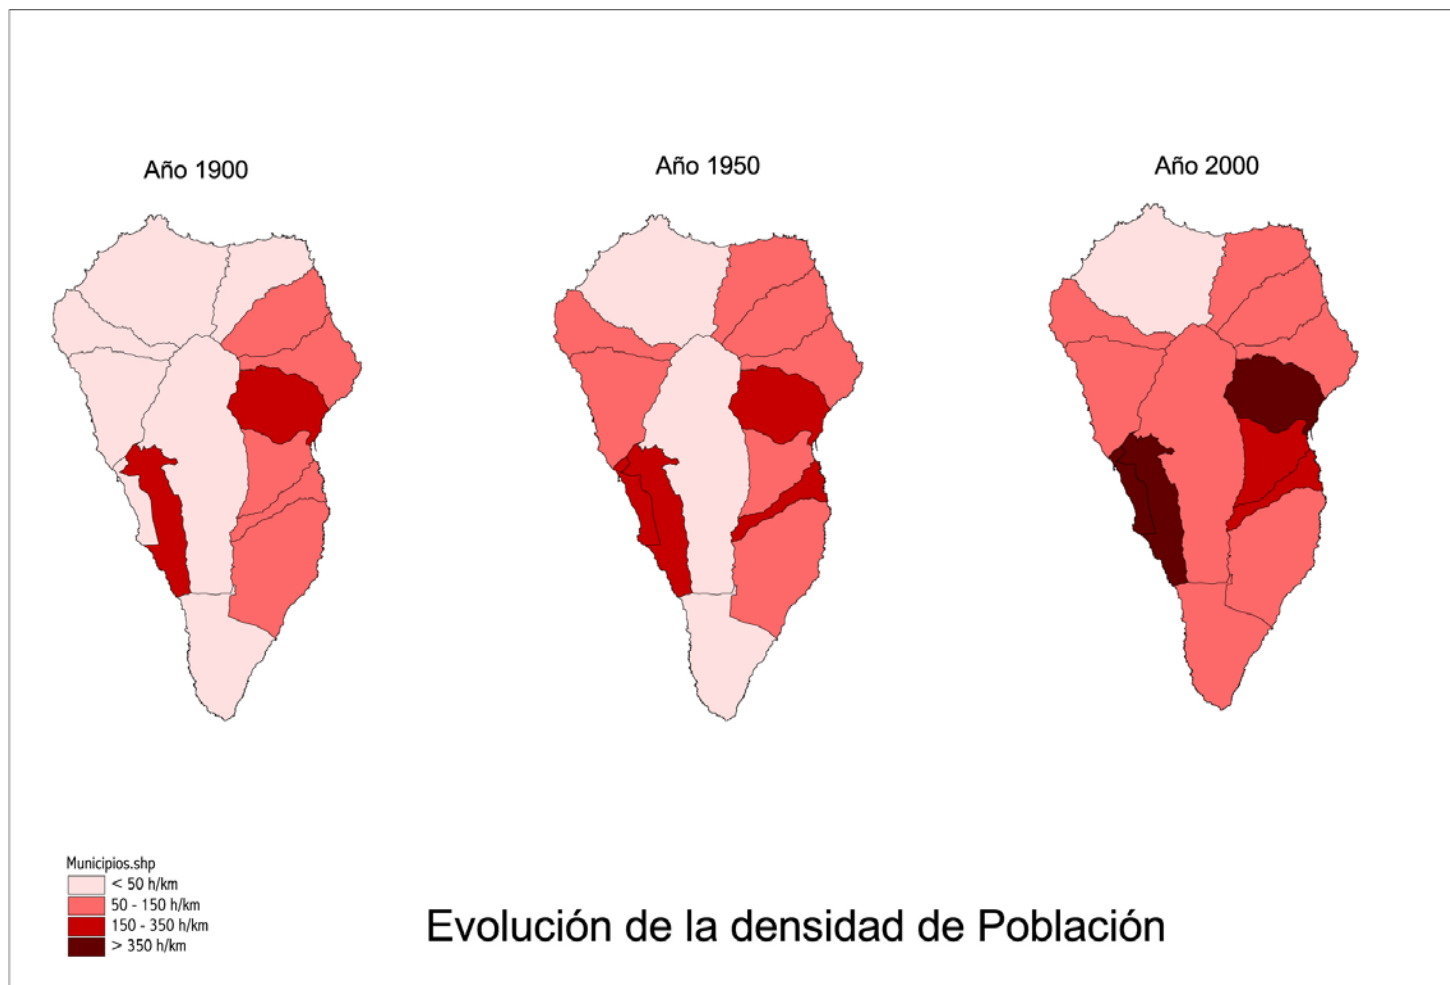 Año 1900
Año 1950
Año 2000
Municipios.shp
< 50 h/km
50 - 150 h/km
150 - 350 h/km
> 350 h/km
Evolución de la densidad de Población